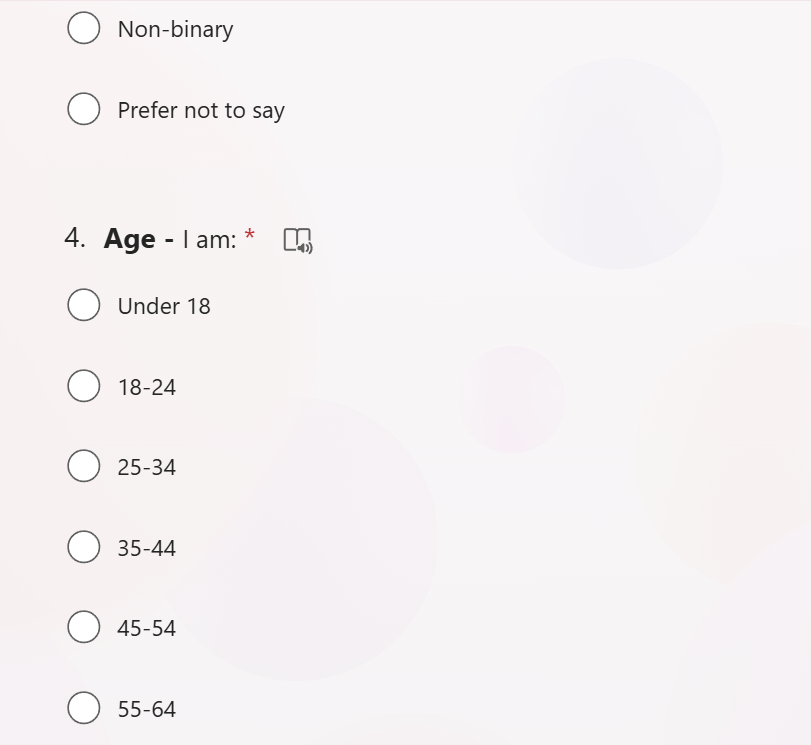 Non-binary
Prefer not to say
4. Age - I am: *
Under 18
18-24
25-34
35-44
45-54
55-64